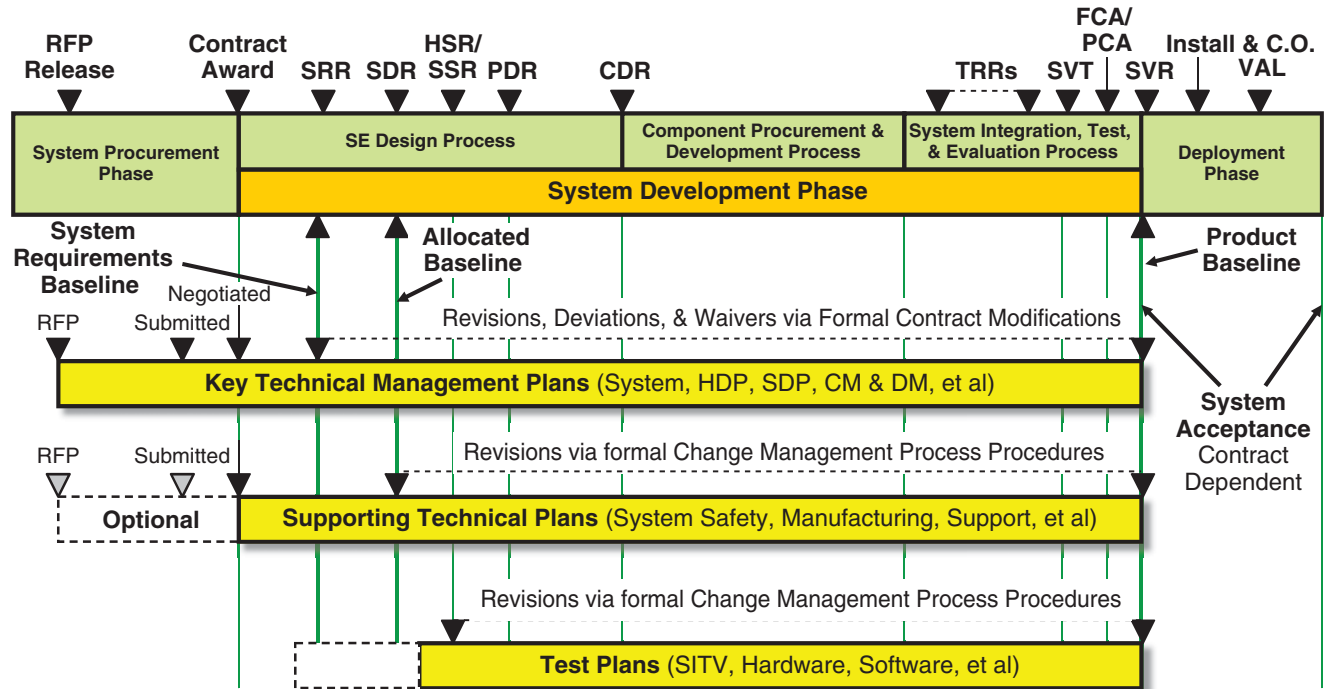 RFP
Release
Contract
Award
SRR
SDR
HSR/
SSR
PDR
CDR
TRRs
SVT
FCA/
PCA
SVR
Install & C.O.
VAL
System Procurement
Phase
SE Design Process
Component Procurement &
Development Process
System Integration, Test,
& Evaluation Process
Deployment
Phase
System Development Phase
System
Requirements
Baseline
Allocated
Baseline
Product
Baseline
RFP
Submitted
Negotiated
Revisions, Deviations, & Waivers via Formal Contract Modifications
Key Technical Management Plans (System, HDP, SDP, CM & DM, et al)
System
Acceptance
Contract
Dependent
RFP
Submitted
Revisions via formal Change Management Process Procedures
Optional
Supporting Technical Plans (System Safety, Manufacturing, Support, et al)
Revisions via formal Change Management Process Procedures
Test Plans (SITV, Hardware, Software, et al)